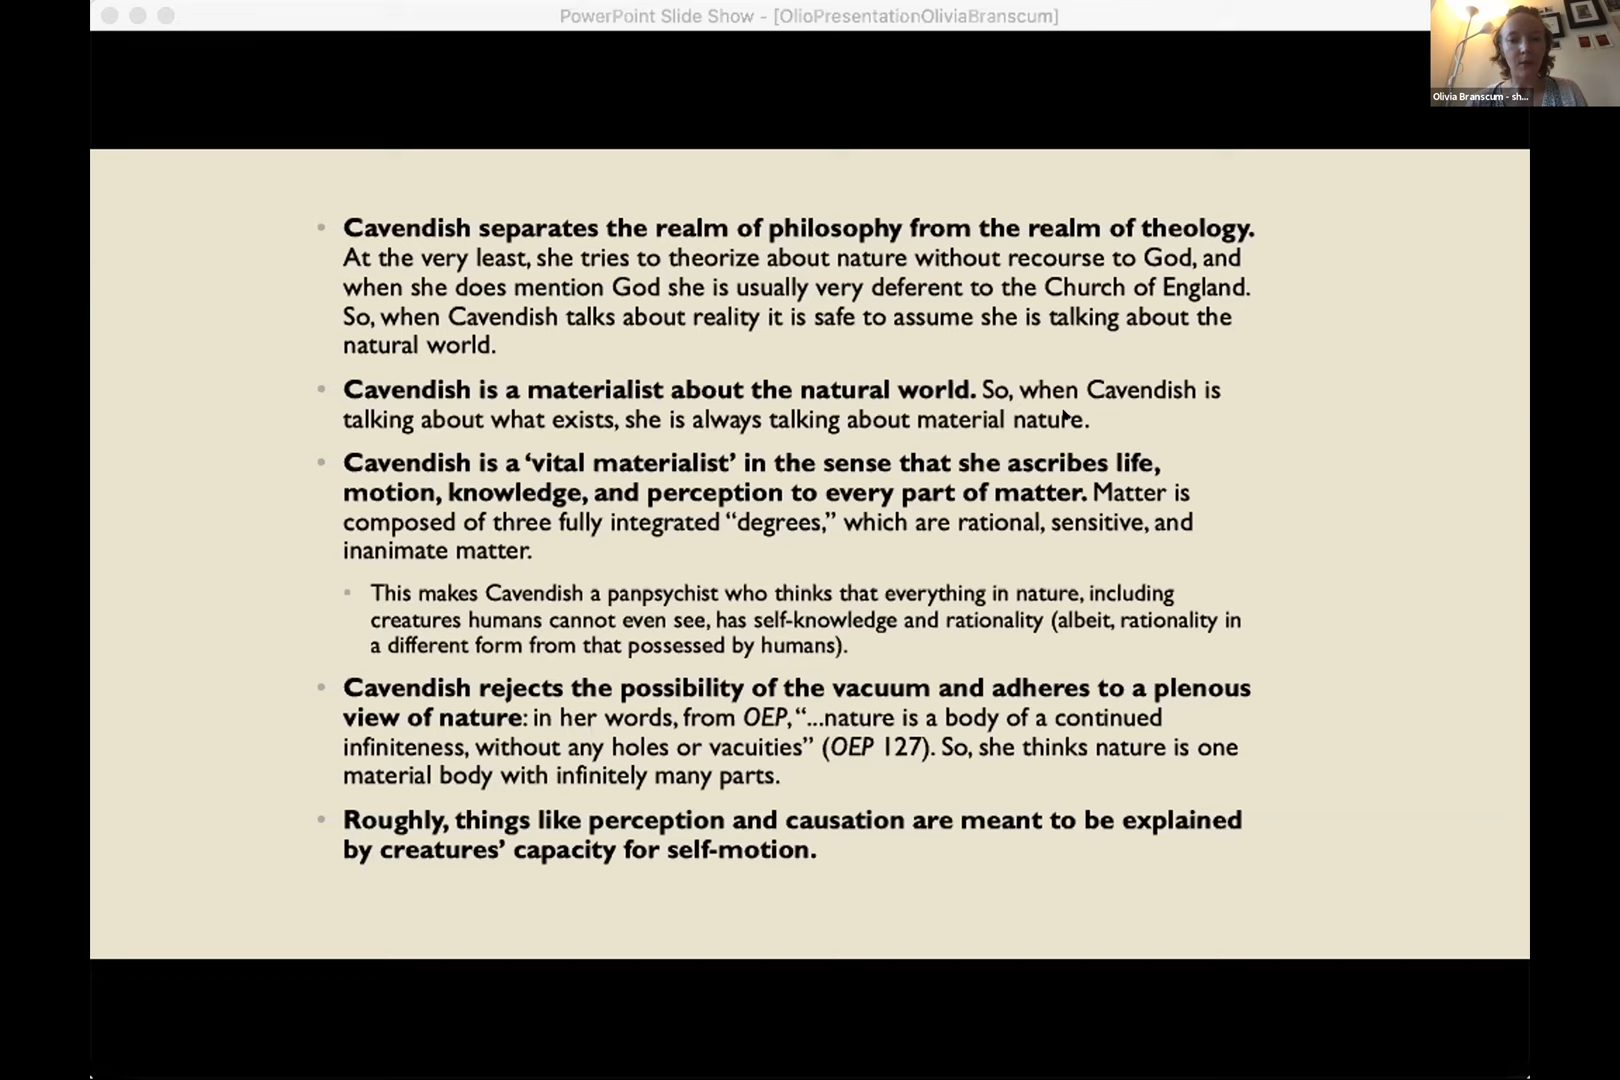 PowerPoint Slide Show - [OlioPresentationOliviaBranscum]
Olivia Branscum - sh...
• Cavendish separates the realm of philosophy from the realm of theology.
At the very least, she tries to theorize about nature without recourse to God, and
when she does mention God she is usually very deferent to the Church of England.
So, when Cavendish talks about reality it is safe to assume she is talking about the
natural world.
• Cavendish is a materialist about the natural world. So, when Cavendish is
talking about what exists, she is always talking about material nature.
• Cavendish is a ‘vital materialist’ in the sense that she ascribes life,
motion, knowledge, and perception to every part of matter. Matter is
composed of three fully integrated “degrees,” which are rational, sensitive, and
inanimate matter.
▪ This makes Cavendish a panpsychist who thinks that everything in nature, including
creatures humans cannot even see, has self-knowledge and rationality (albeit, rationality in
a different form from that possessed by humans).
• Cavendish rejects the possibility of the vacuum and adheres to a plenous
view of nature: in her words, from OEP, “...nature is a body of a continued
infiniteness, without any holes or vacuities” (OEP 127). So, she thinks nature is one
material body with infinitely many parts.
• Roughly, things like perception and causation are meant to be explained
by creatures’ capacity for self-motion.